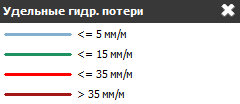 Удельные гидр. потери
<= 5 мм/м
<= 15 мм/м
<= 35 мм/м
> 35 мм/м